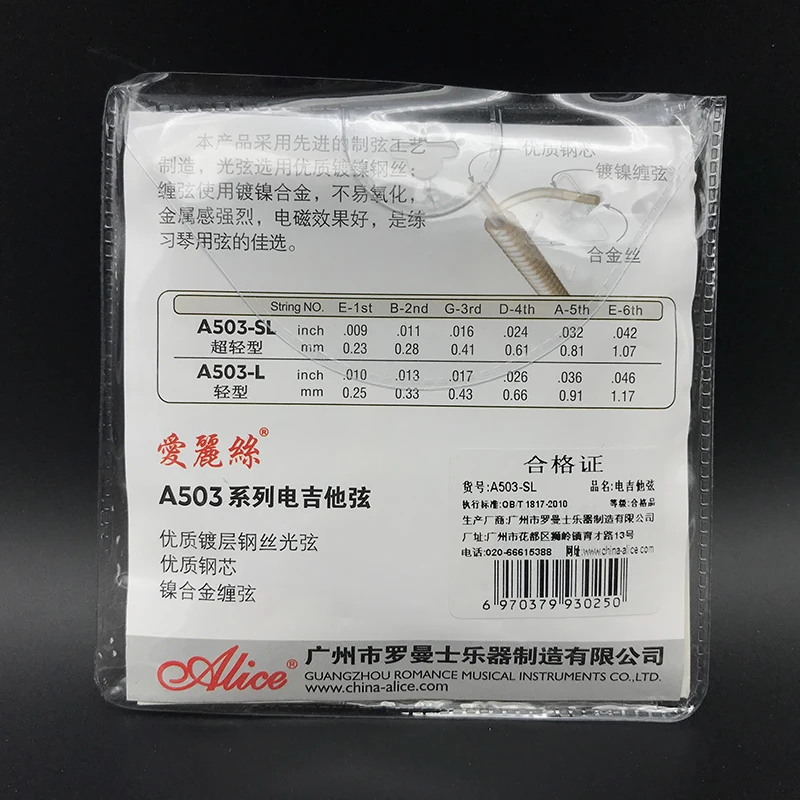 本产品采用先进的制弦工艺
制造，光弦选用优质镀镍钢丝；
缠弦使用镀镍合金，不易氧化，
金属感强烈，电磁效果好，是练
习琴用弦的佳选。
优质钢芯
镀镍缠弦
合金丝
String NO. E-1st B-2nd G-3rd D-4th A-5th E-6th
A503-SL inch .009 .011 .016 .024 .032 .042
超轻型 mm 0.23 0.28 0.41 0.61 0.81 1.07
A503-L inch .010 .013 .017 .026 .036 .046
轻型 mm 0.25 0.33 0.43 0.66 0.91 1.17
愛麗絲®
A503 系列电吉他弦
优质镀层钢丝光弦
优质钢芯
镍合金缠弦
合格证
货号:A503-SL 品名:电吉他弦
执行标准:QB/T 1817-2010 等级:合格品
生产厂商:广州市罗曼士乐器制造有限公司
厂址:广州市花都区狮岭镇育才路13号
电话:020-66615388 网址:www.china-alice.com
6 970379 930250
Alice® 广州市罗曼士乐器制造有限公司
GUANGZHOU ROMANCE MUSICAL INSTRUMENTS CO.,LTD.
www.china-alice.com